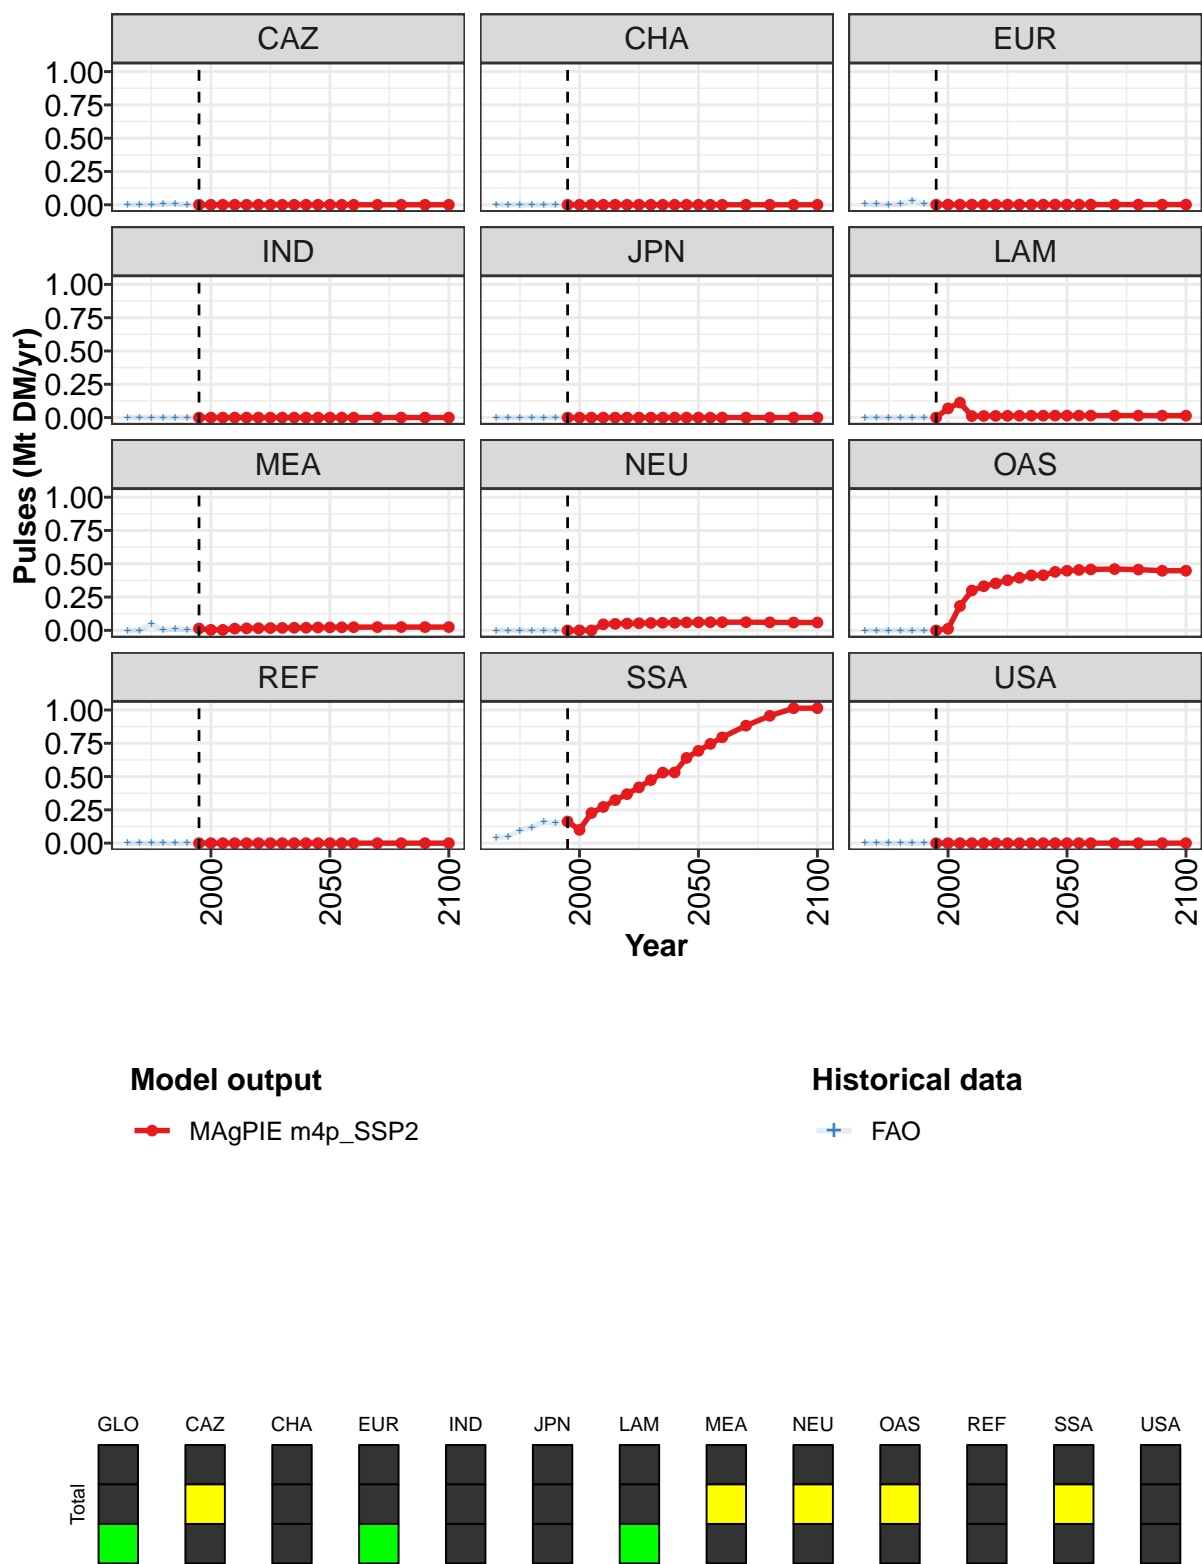 CAZ CHA EUR
1.00
0.75
0.50
0.25
0.00
IND JPN LAM
1.00
0.75
0.50
0.25
0.00
MEA NEU OAS
1.00
0.75
0.50
0.25
0.00
REF SSA USA
1.00
0.75
0.50
0.25
0.00
Pulses (Mt DM/yr)
2000 2050 2100 2000 2050 2100 2000 2050 2100
Year
Model output Historical data
MAgPIE m4p_SSP2 FAO
GLO CAZ CHA EUR IND JPN LAM MEA NEU OAS REF SSA USA
Total